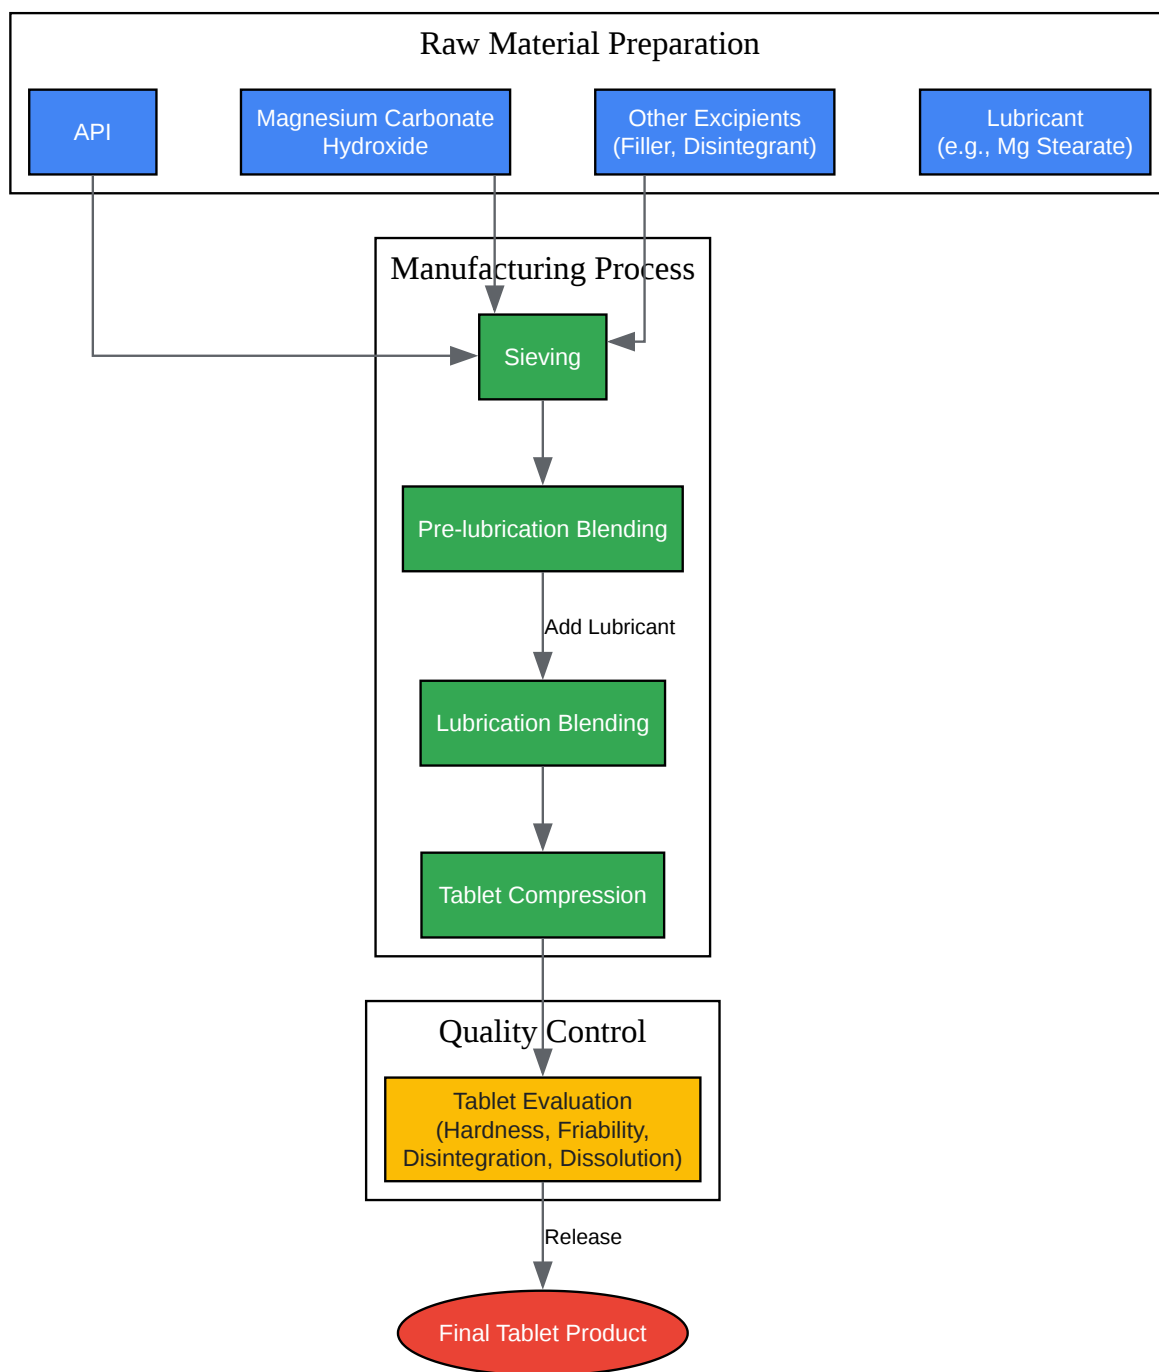 Raw Material Preparation
API
Magnesium Carbonate
Hydroxide
Other Excipients
(Filler, Disintegrant)
Lubricant
(e.g., Mg Stearate)
Manufacturing Process
Sieving
Pre-lubrication Blending
Add Lubricant
Lubrication Blending
Tablet Compression
Quality Control
Tablet Evaluation
(Hardness, Friability,
Disintegration, Dissolution)
Release
Final Tablet Product